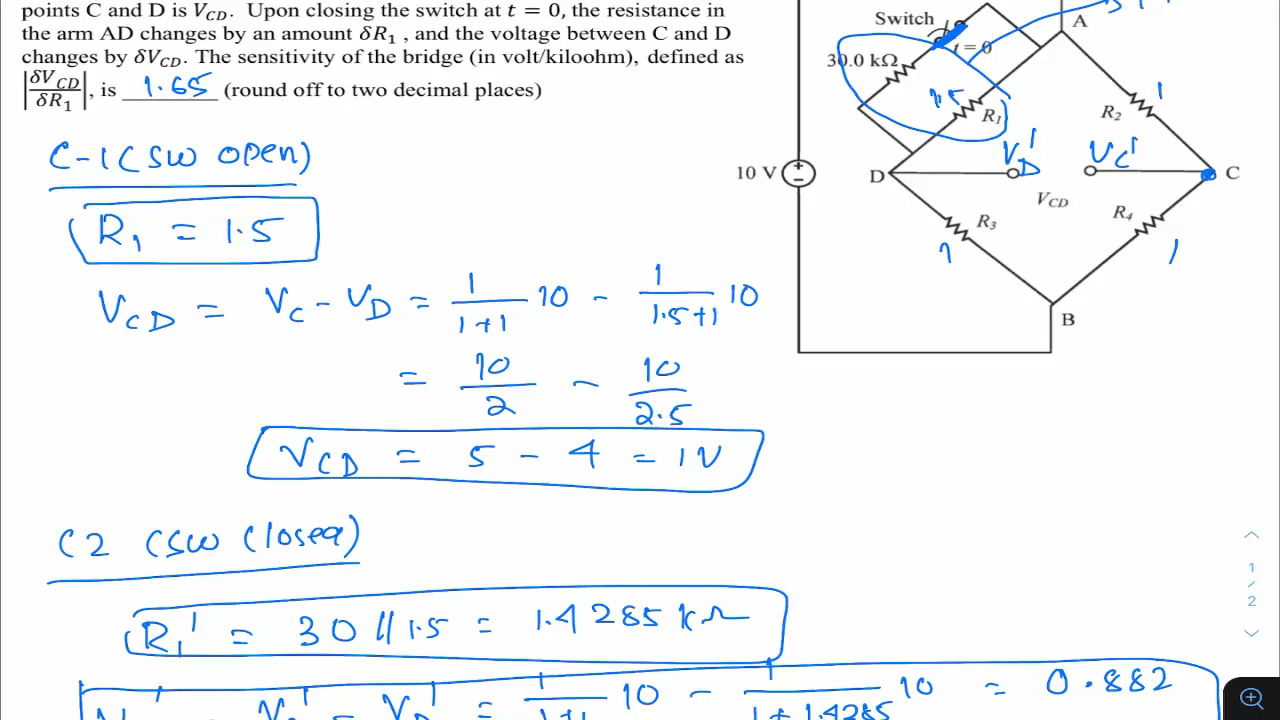 points C and D is V_CD. Upon closing the switch at t = 0, the resistance in
the arm AD changes by an amount δR₁ , and the voltage between C and D
changes by δV_CD. The sensitivity of the bridge (in volt/kiloohm), defined as
|δV_CD/δR₁|, is 1.65 (round off to two decimal places)
Switch
t = 0
30.0 kΩ
1.5
R₁
A
R₂
1
10 V
+
−
D
V_D'
V_C'
C
V_CD
R₃
1
R₄
1
B
C-1 (SW open)
R₁ = 1.5
V_CD = V_C - V_D = 1/(1+1) 10 - 1/(1.5+1) 10
= 10/2 - 10/2.5
V_CD = 5 - 4 = 1V
C2 (SW Closed)
R₁' = 30 // 1.5 = 1.4285 kΩ
= 1/(1+1) 10 - 1/(1+1.4285) 10 = 0.882
1
/
2